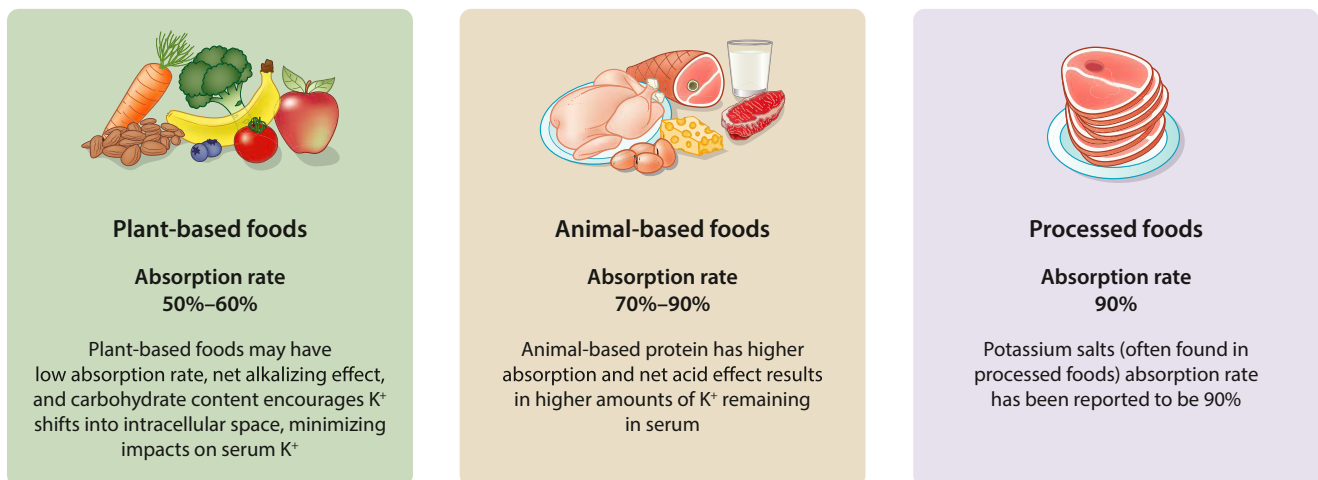 Plant-based foods
Absorption rate
50%–60%
Plant-based foods may have
low absorption rate, net alkalizing effect,
and carbohydrate content encourages K⁺
shifts into intracellular space, minimizing
impacts on serum K⁺
Animal-based foods
Absorption rate
70%–90%
Animal-based protein has higher
absorption and net acid effect results
in higher amounts of K⁺ remaining
in serum
Processed foods
Absorption rate
90%
Potassium salts (often found in
processed foods) absorption rate
has been reported to be 90%